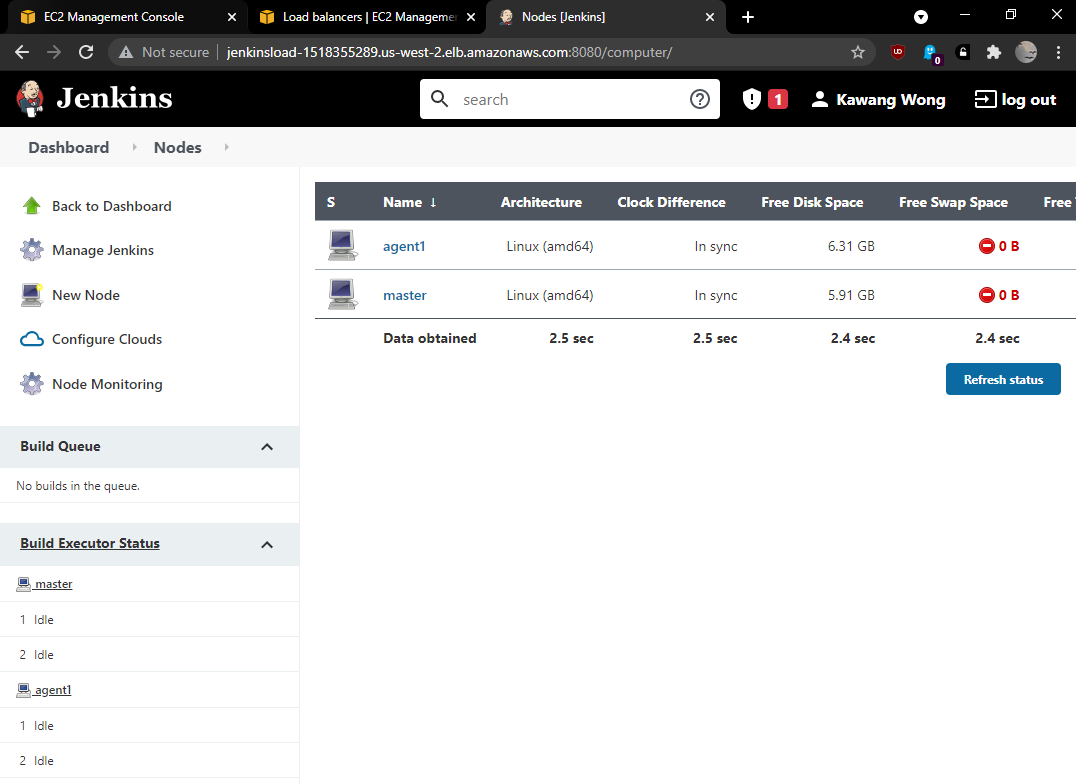 EC2 Management Console
Load balancers | EC2 Manageme
Nodes [Jenkins]
Not secure | jenkinsload-1518355289.us-west-2.elb.amazonaws.com:8080/computer/
UD
0
Jenkins
search
1
Kawang Wong
log out
Dashboard
Nodes
Back to Dashboard
Manage Jenkins
New Node
Configure Clouds
Node Monitoring
Build Queue
No builds in the queue.
Build Executor Status
master
1 Idle
2 Idle
agent1
1 Idle
2 Idle
S Name ↓ Architecture Clock Difference Free Disk Space Free Swap Space Free
agent1 Linux (amd64) In sync 6.31 GB 0 B
master Linux (amd64) In sync 5.91 GB 0 B
Data obtained 2.5 sec 2.5 sec 2.4 sec 2.4 sec
Refresh status